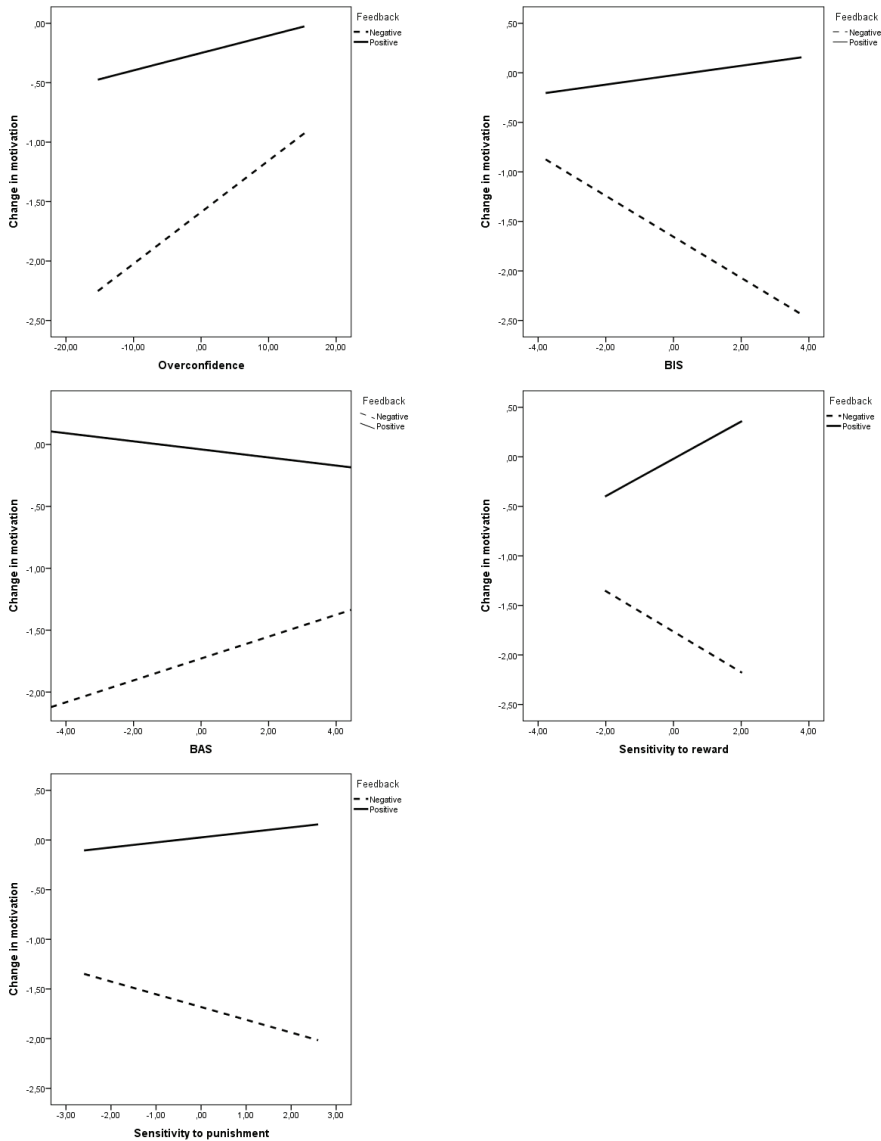 Feedback
Negative
Positive
Change in motivation
,00
-,50
-1,00
-1,50
-2,00
-2,50
-20,00 -10,00 ,00 10,00 20,00
Overconfidence
Feedback
Negative
Positive
Change in motivation
,50
,00
-,50
-1,00
-1,50
-2,00
-2,50
-4,00 -2,00 ,00 2,00 4,00
BIS
Feedback
Negative
Positive
Change in motivation
,00
-,50
-1,00
-1,50
-2,00
-4,00 -2,00 ,00 2,00 4,00
BAS
Feedback
Negative
Positive
Change in motivation
,50
,00
-,50
-1,00
-1,50
-2,00
-2,50
-4,00 -2,00 ,00 2,00 4,00
Sensitivity to reward
Feedback
Negative
Positive
Change in motivation
,50
,00
-,50
-1,00
-1,50
-2,00
-2,50
-3,00 -2,00 -1,00 ,00 1,00 2,00 3,00
Sensitivity to punishment